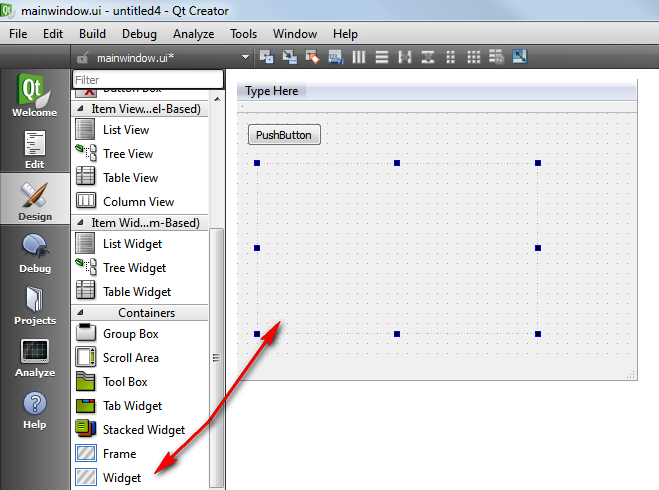 mainwindow.ui - untitled4 - Qt Creator
File Edit Build Debug Analyze Tools Window Help
mainwindow.ui*
Filter
Button Box
Item View...el-Based)
List View
Tree View
Table View
Column View
Item Wid...m-Based)
List Widget
Tree Widget
Table Widget
Containers
Group Box
Scroll Area
Tool Box
Tab Widget
Stacked Widget
Frame
Widget
Qt
Welcome
Edit
Design
Debug
Projects
Analyze
Help
Type Here
PushButton